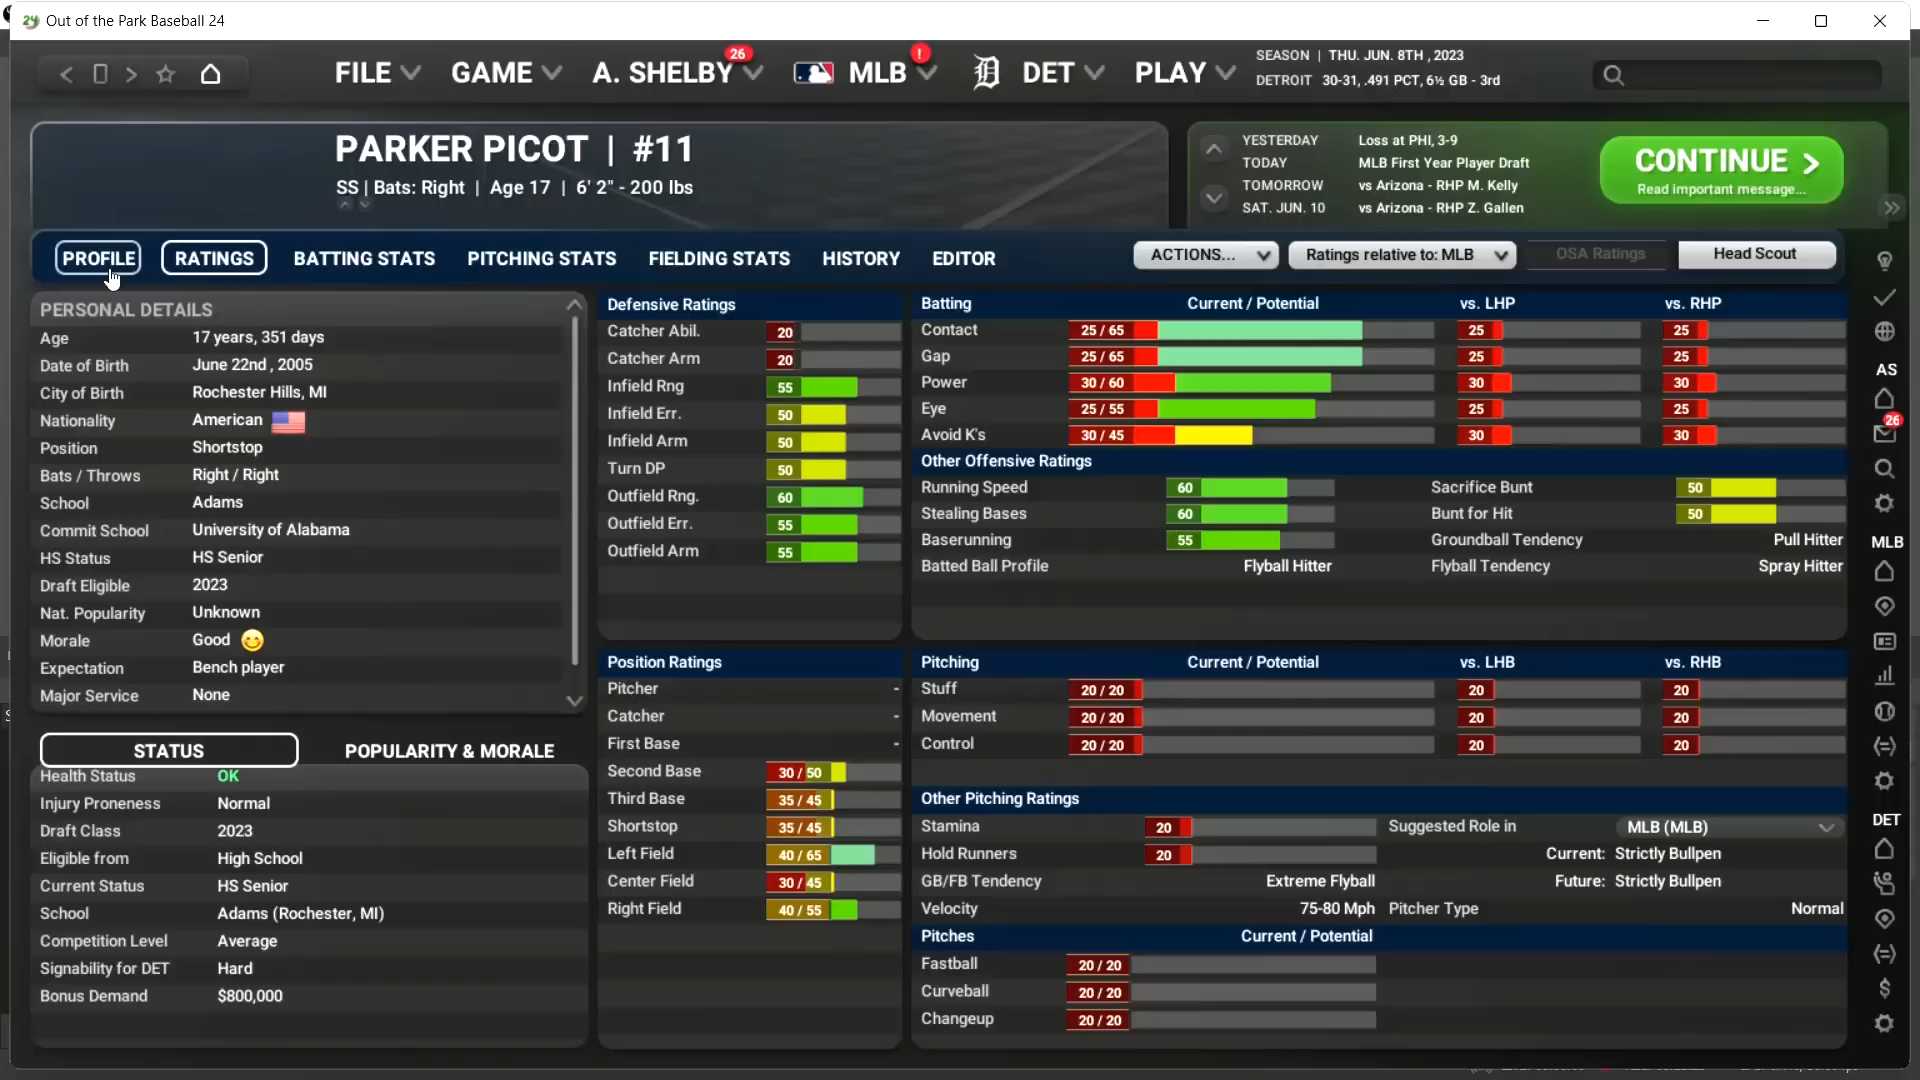 Out of the Park Baseball 24
FILE
GAME
A. SHELBY
26
MLB
!
DET
PLAY
SEASON | THU. JUN. 8TH , 2023
DETROIT 30-31, .491 PCT, 6½ GB - 3rd
PARKER PICOT | #11
SS | Bats: Right | Age 17 | 6' 2" - 200 lbs
YESTERDAY Loss at PHI, 3-9
TODAY MLB First Year Player Draft
TOMORROW vs Arizona - RHP M. Kelly
SAT. JUN. 10 vs Arizona - RHP Z. Gallen
CONTINUE
Read important message...
PROFILE RATINGS BATTING STATS PITCHING STATS FIELDING STATS HISTORY EDITOR
ACTIONS... Ratings relative to: MLB OSA Ratings Head Scout
PERSONAL DETAILS
Age 17 years, 351 days
Date of Birth June 22nd , 2005
City of Birth Rochester Hills, MI
Nationality American
Position Shortstop
Bats / Throws Right / Right
School Adams
Commit School University of Alabama
HS Status HS Senior
Draft Eligible 2023
Nat. Popularity Unknown
Morale Good
Expectation Bench player
Major Service None
STATUS POPULARITY & MORALE
Health Status OK
Injury Proneness Normal
Draft Class 2023
Eligible from High School
Current Status HS Senior
School Adams (Rochester, MI)
Competition Level Average
Signability for DET Hard
Bonus Demand $800,000
Defensive Ratings
Catcher Abil. 20
Catcher Arm 20
Infield Rng 55
Infield Err. 50
Infield Arm 50
Turn DP 50
Outfield Rng. 60
Outfield Err. 55
Outfield Arm 55
Position Ratings
Pitcher -
Catcher -
First Base -
Second Base 30 / 50
Third Base 35 / 45
Shortstop 35 / 45
Left Field 40 / 65
Center Field 30 / 45
Right Field 40 / 55
Batting Current / Potential vs. LHP vs. RHP
Contact 25 / 65 25 25
Gap 25 / 65 25 25
Power 30 / 60 30 30
Eye 25 / 55 25 25
Avoid K's 30 / 45 30 30
Other Offensive Ratings
Running Speed 60 Sacrifice Bunt 50
Stealing Bases 60 Bunt for Hit 50
Baserunning 55 Groundball Tendency Pull Hitter
Batted Ball Profile Flyball Hitter Flyball Tendency Spray Hitter
Pitching Current / Potential vs. LHB vs. RHB
Stuff 20 / 20 20 20
Movement 20 / 20 20 20
Control 20 / 20 20 20
Other Pitching Ratings
Stamina 20 Suggested Role in MLB (MLB)
Hold Runners 20 Current: Strictly Bullpen
GB/FB Tendency Extreme Flyball Future: Strictly Bullpen
Velocity 75-80 Mph Pitcher Type Normal
Pitches Current / Potential
Fastball 20 / 20
Curveball 20 / 20
Changeup 20 / 20
AS
26
MLB
DET